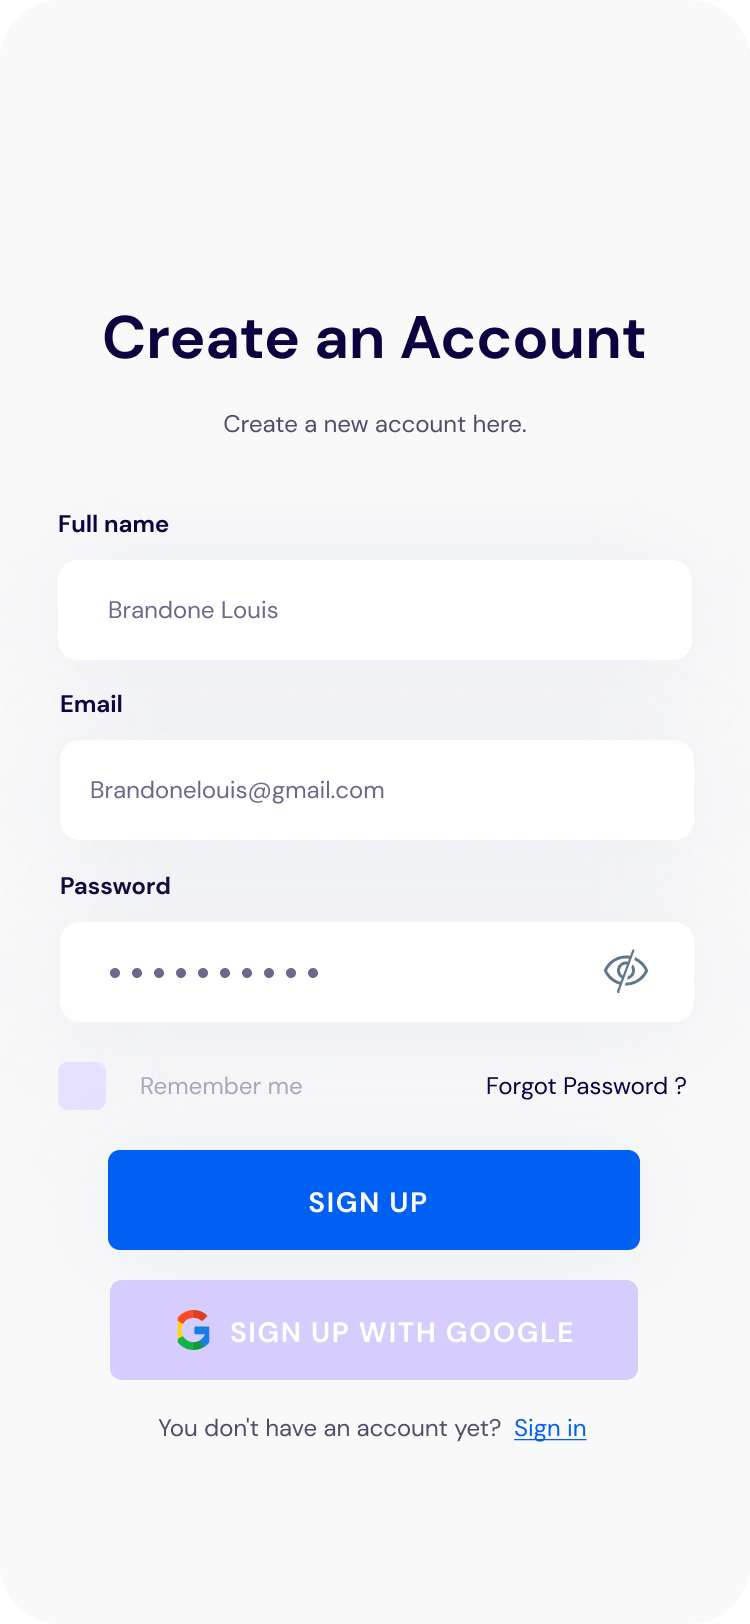 Create an Account
Create a new account here.
Full name
Brandone Louis
Email
Brandonelouis@gmail.com
Password
Remember me
Forgot Password ?
SIGN UP
SIGN UP WITH GOOGLE
You don't have an account yet? Sign in